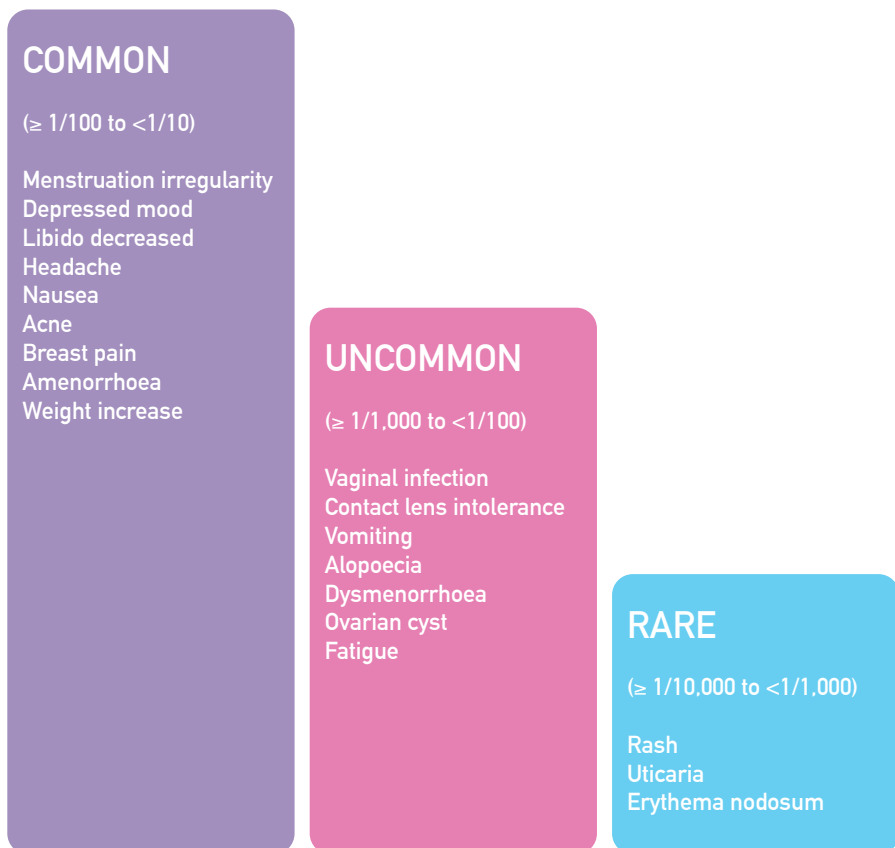 COMMON
(≥ 1/100 to <1/10)
Menstruation irregularity
Depressed mood
Libido decreased
Headache
Nausea
Acne
Breast pain
Amenorrhoea
Weight increase
UNCOMMON
(≥ 1/1,000 to <1/100)
Vaginal infection
Contact lens intolerance
Vomiting
Alopoecia
Dysmenorrhoea
Ovarian cyst
Fatigue
RARE
(≥ 1/10,000 to <1/1,000)
Rash
Uticaria
Erythema nodosum